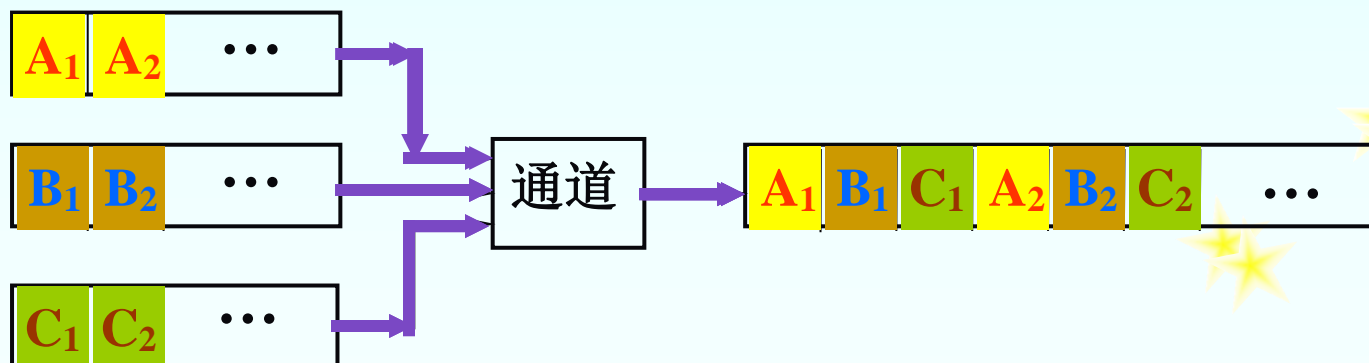 A₁ A₂ …
B₁ B₂ …
通道
A₁ B₁ C₁ A₂ B₂ C₂ …
C₁ C₂ …